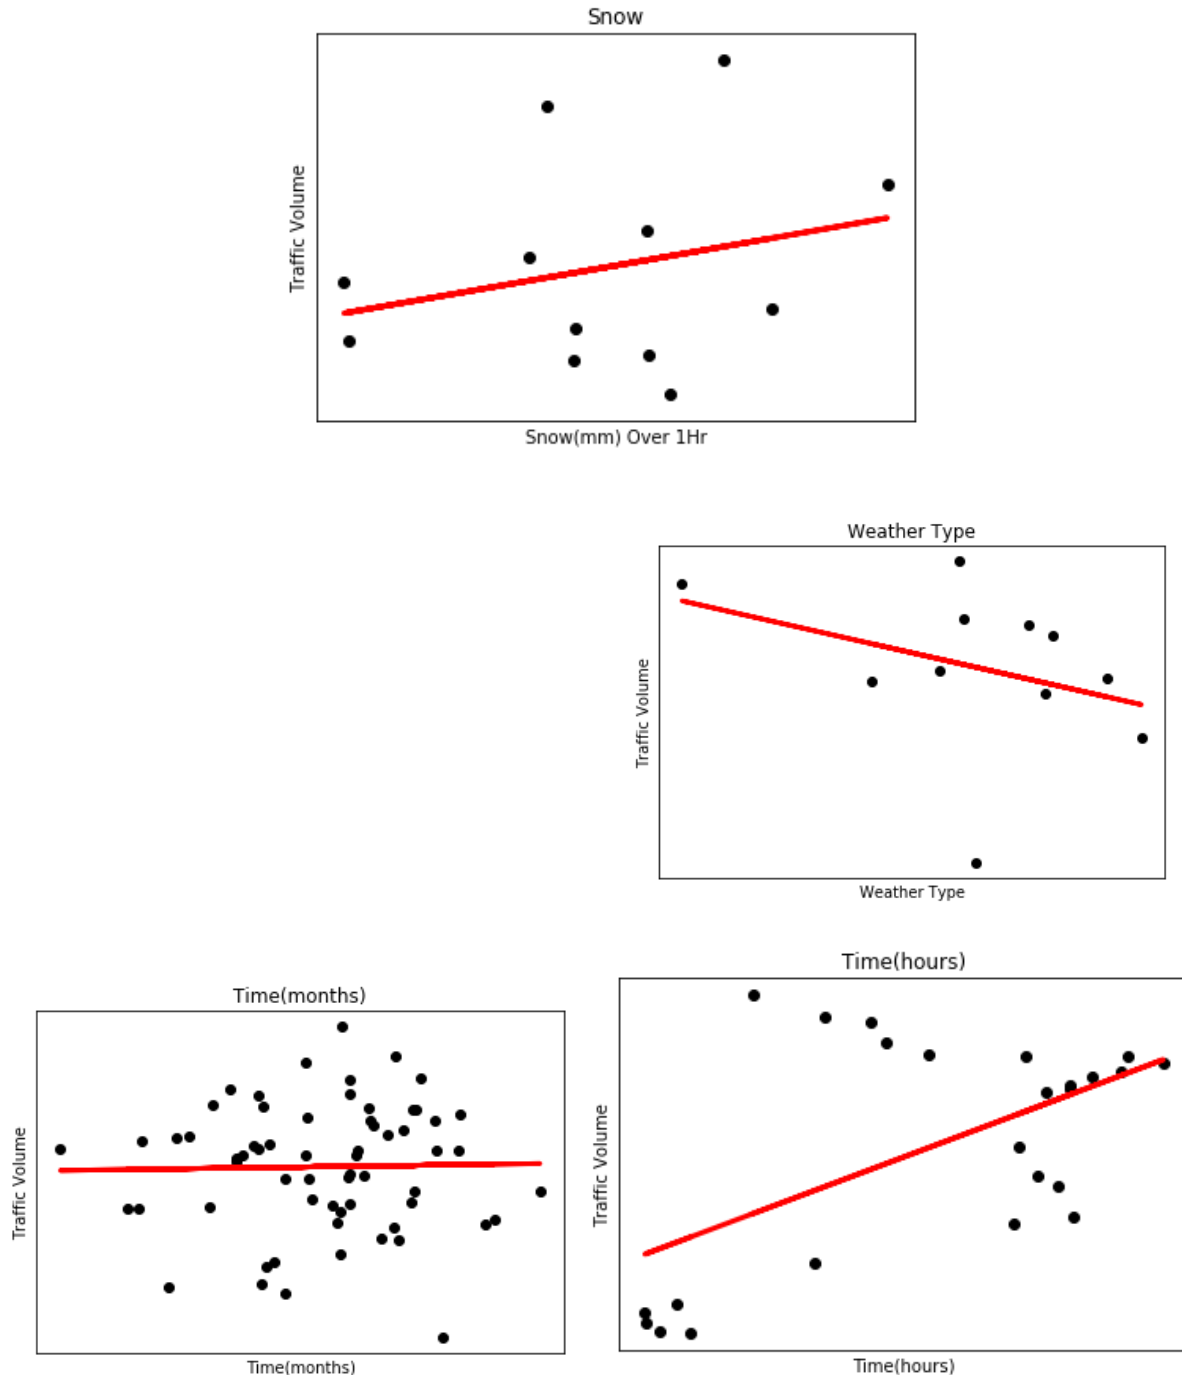 Snow
Traffic Volume
Snow(mm) Over 1Hr
Weather Type
Traffic Volume
Weather Type
Time(months)
Traffic Volume
Time(months)
Time(hours)
Traffic Volume
Time(hours)